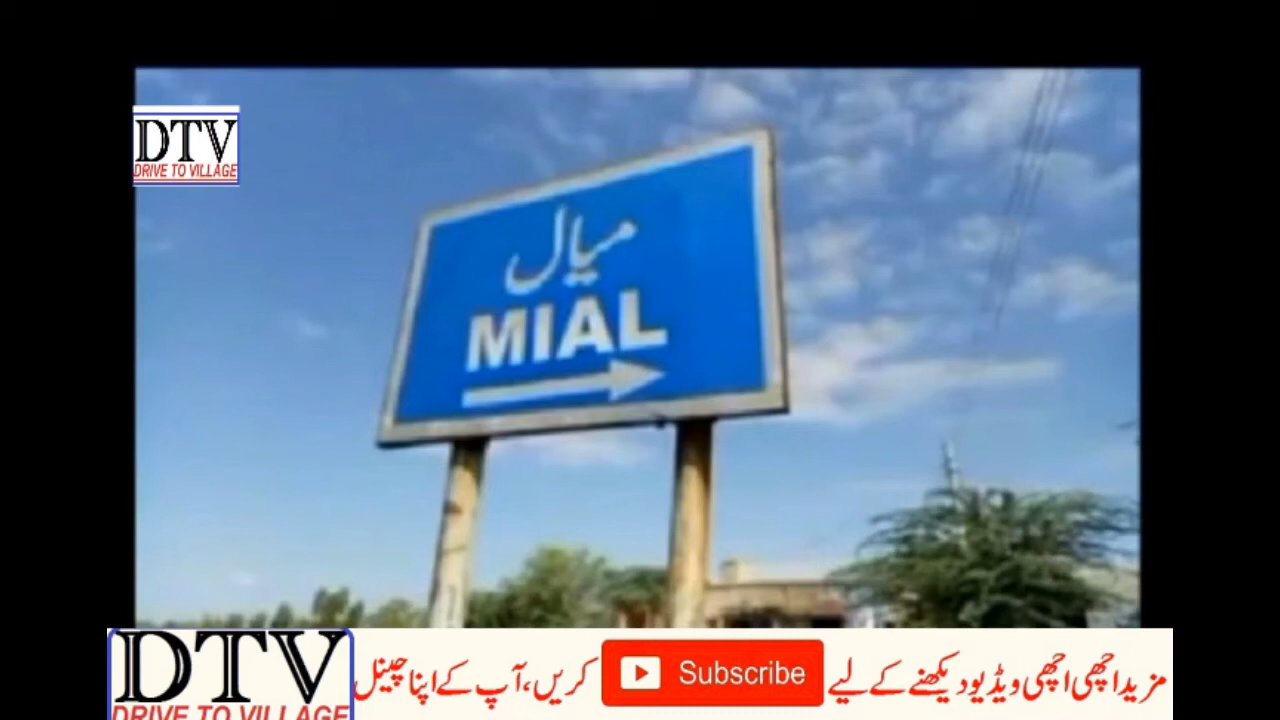 DTV
DRIVE TO VILLAGE
میال
MIAL
DTV
DRIVE TO VILLAGE
مزید اچھی اچھی ویڈیو دیکھنے کے لیے Subscribe کریں، آپ کے اپنا چینل